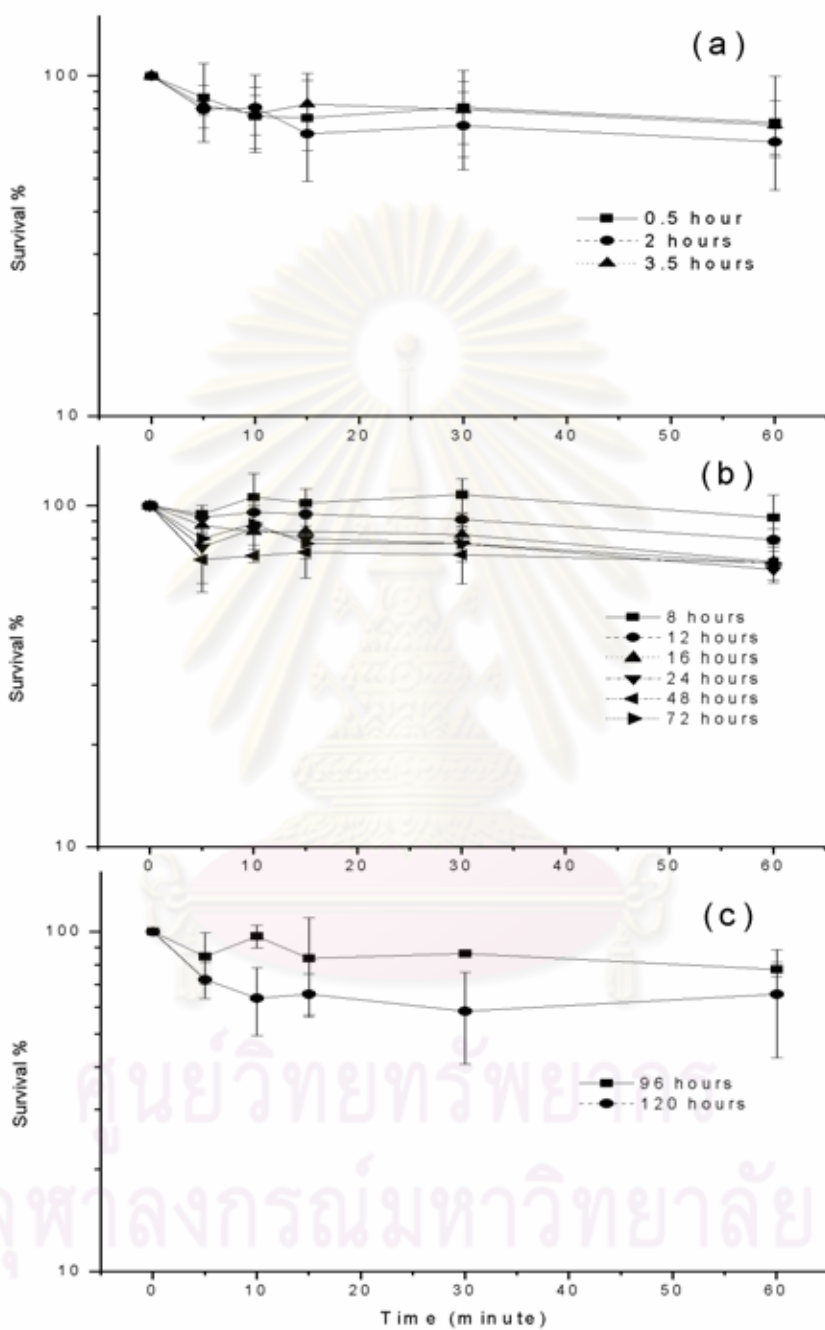 (a)
100
Survival %
0.5 hour
2 hours
3.5 hours
10
0 10 20 30 40 50 60
(b)
100
Survival %
8 hours
12 hours
16 hours
24 hours
48 hours
72 hours
10
0 10 20 30 40 50 60
(c)
100
Survival %
96 hours
120 hours
ศูนย์วิทยทรัพยากร
จุฬาลงกรณ์มหาวิทยาลัย
10
0 10 20 30 40 50 60
Time (minute)